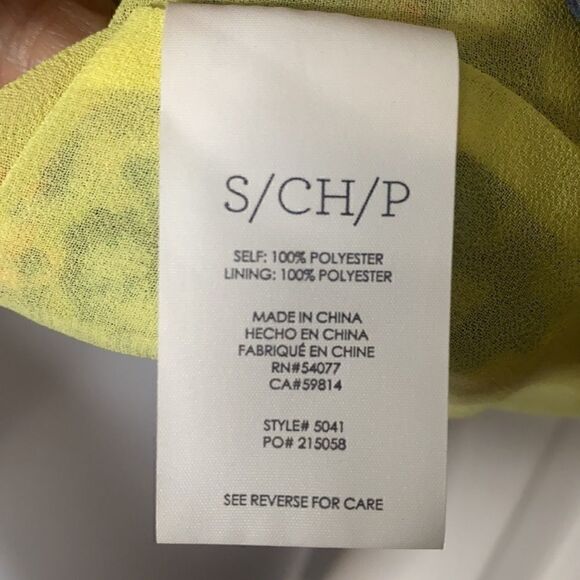 S/CH/P
SELF: 100% POLYESTER
LINING: 100% POLYESTER
MADE IN CHINA
HECHO EN CHINA
FABRIQUÉ EN CHINE
RN#54077
CA#59814
STYLE# 5041
PO# 215058
SEE REVERSE FOR CARE